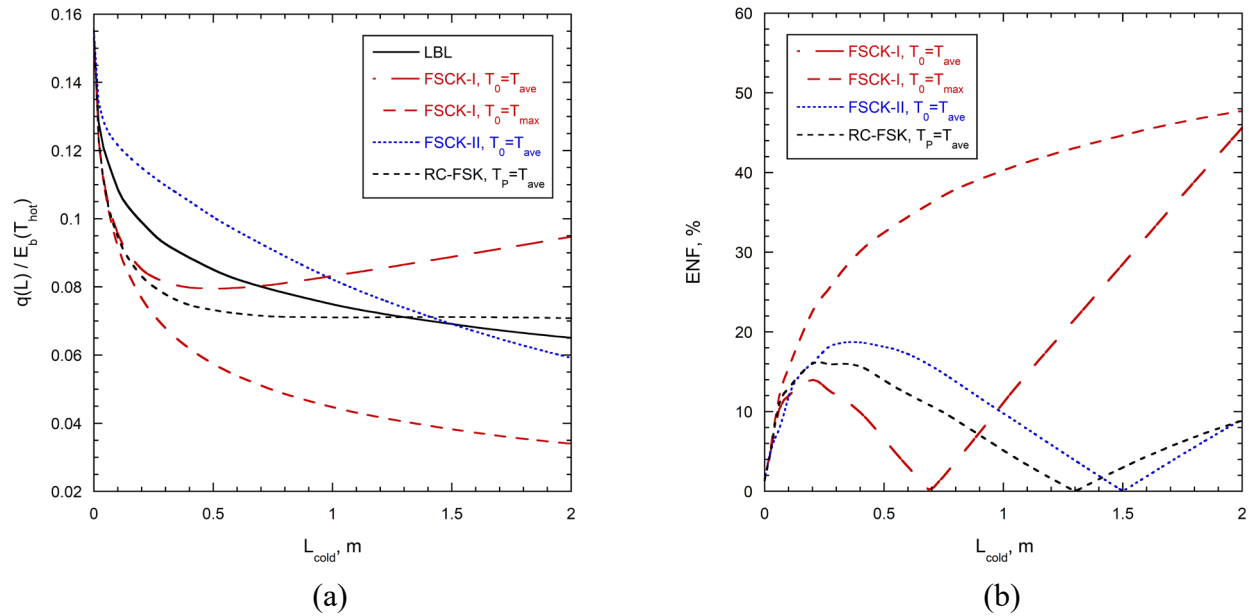 0.16
0.14
0.12
0.1
0.08
0.06
0.04
0.02
q(L) / E_b(T_hot)
LBL
FSCK-I, T_0=T_ave
FSCK-I, T_0=T_max
FSCK-II, T_0=T_ave
RC-FSK, T_P=T_ave
0 0.5 1 1.5 2
L_cold, m
(a)
60
50
40
30
20
10
0
ENF, %
FSCK-I, T_0=T_ave
FSCK-I, T_0=T_max
FSCK-II, T_0=T_ave
RC-FSK, T_P=T_ave
0 0.5 1 1.5 2
L_cold, m
(b)